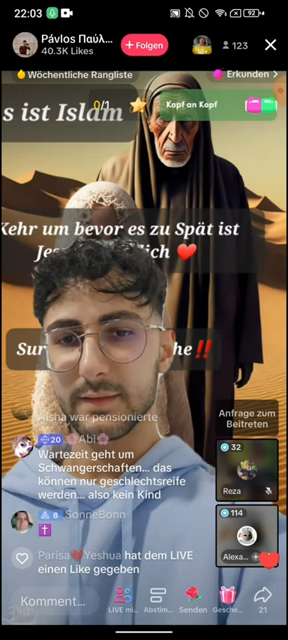 22:03
92
Pávlos Παύλ...
40.3K Likes
+ Folgen
123
Wöchentliche Rangliste
Erkunden >
s ist Islam
0/1
Kopf an Kopf
Kehr um bevor es zu Spät ist
Jes
lich ❤️
Sur
he‼️
Aisha war pensionierte
Anfrage zum
Beitreten
20 🌸Abi🌸
Wartezeit geht um
Schwangerschaften... das
können nur geschlechtsreife
werden... also kein Kind
32
Reza
8 SonneBonn
✝️
114
Alexa...
Parisa❤️Yeshua hat dem LIVE
einen Like gegeben
Komment...
LIVE mi...
Abstim...
Senden
Gesche...
21